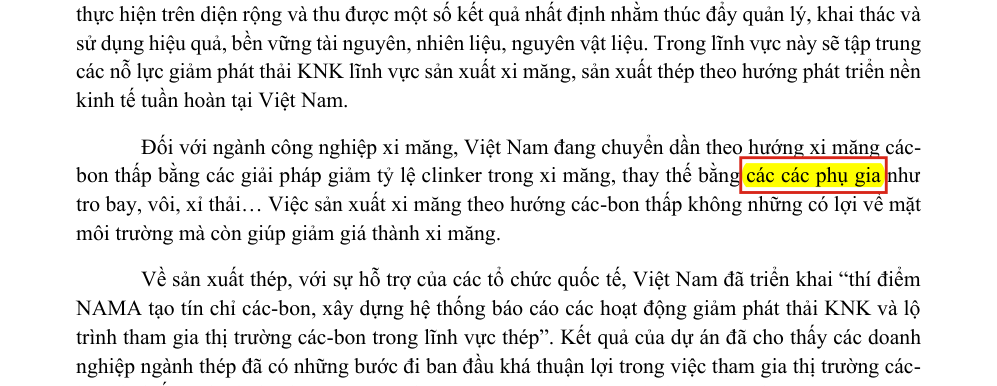 thực hiện trên diện rộng và thu được một số kết quả nhất định nhằm thúc đẩy quản lý, khai thác và
sử dụng hiệu quả, bền vững tài nguyên, nhiên liệu, nguyên vật liệu. Trong lĩnh vực này sẽ tập trung
các nỗ lực giảm phát thải KNK lĩnh vực sản xuất xi măng, sản xuất thép theo hướng phát triển nền
kinh tế tuần hoàn tại Việt Nam.
Đối với ngành công nghiệp xi măng, Việt Nam đang chuyển dần theo hướng xi măng các-
bon thấp bằng các giải pháp giảm tỷ lệ clinker trong xi măng, thay thế bằng các các phụ gia như
tro bay, vôi, xỉ thải… Việc sản xuất xi măng theo hướng các-bon thấp không những có lợi về mặt
môi trường mà còn giúp giảm giá thành xi măng.
Về sản xuất thép, với sự hỗ trợ của các tổ chức quốc tế, Việt Nam đã triển khai “thí điểm
NAMA tạo tín chỉ các-bon, xây dựng hệ thống báo cáo các hoạt động giảm phát thải KNK và lộ
trình tham gia thị trường các-bon trong lĩnh vực thép”. Kết quả của dự án đã cho thấy các doanh
nghiệp ngành thép đã có những bước đi ban đầu khá thuận lợi trong việc tham gia thị trường các-